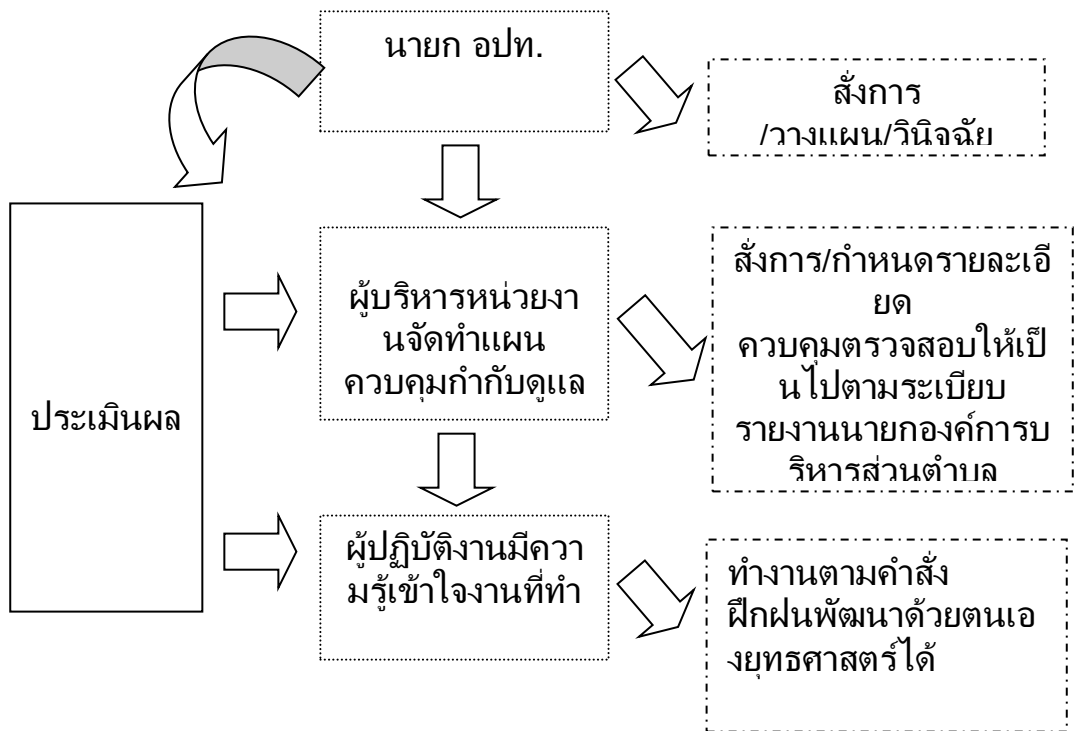 นายก อปท.
สั่งการ
/วางแผน/วินิจฉัย
สั่งการ/กำหนดรายละเอี
ยด
ควบคุมตรวจสอบให้เป็
นไปตามระเบียบ
รายงานนายกองค์การบ
ริหารส่วนตำบล
ผู้บริหารหน่วยงา
นจัดทำแผน
ควบคุมกำกับดูแล
ประเมินผล
ผู้ปฏิบัติงานมีควา
มรู้เข้าใจงานที่ทำ
ทำงานตามคำสั่ง
ฝึกฝนพัฒนาด้วยตนเอ
งยุทธศาสตร์ได้